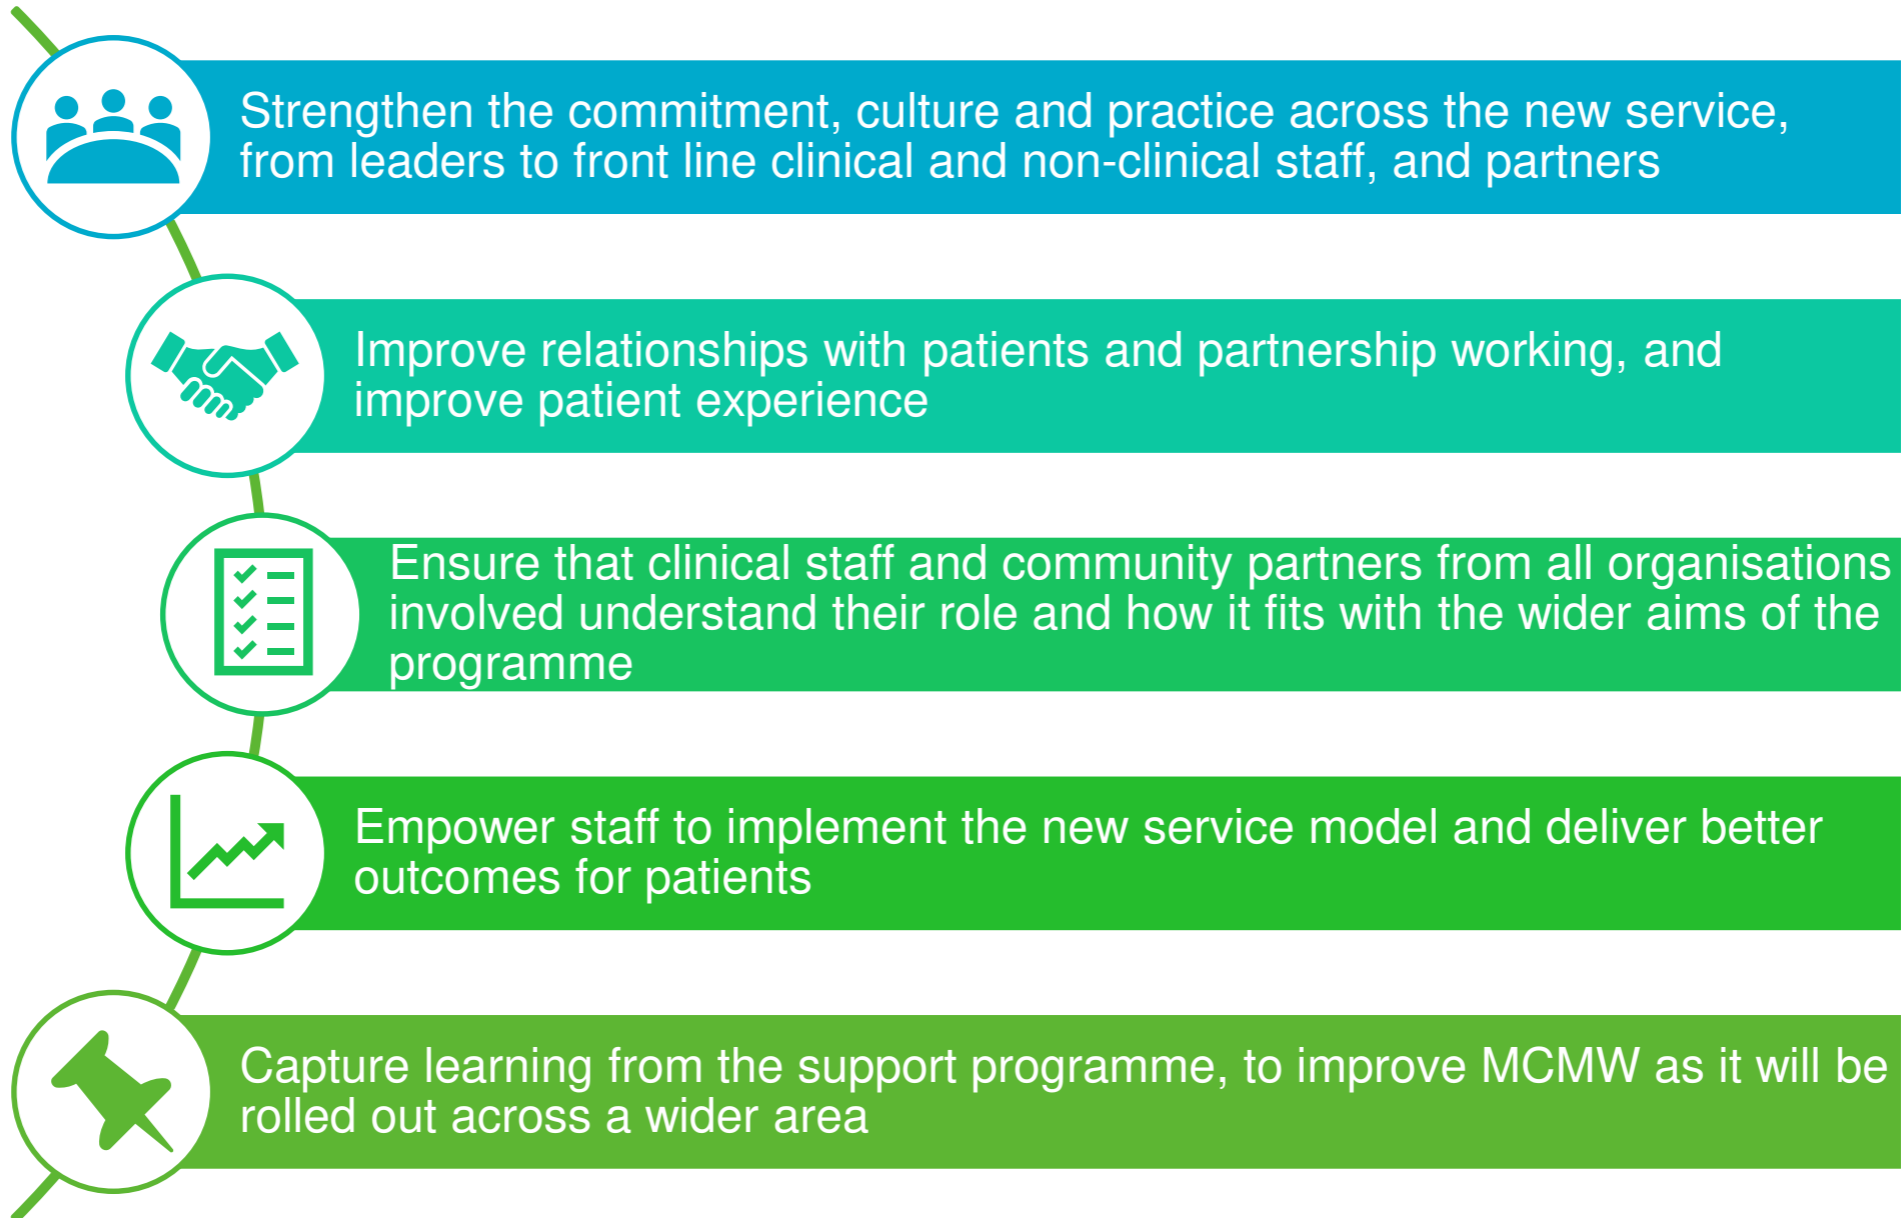 Strengthen the commitment, culture and practice across the new service,
from leaders to front line clinical and non-clinical staff, and partners
Improve relationships with patients and partnership working, and
improve patient experience
Ensure that clinical staff and community partners from all organisations
involved understand their role and how it fits with the wider aims of the
programme
Empower staff to implement the new service model and deliver better
outcomes for patients
Capture learning from the support programme, to improve MCMW as it will be
rolled out across a wider area